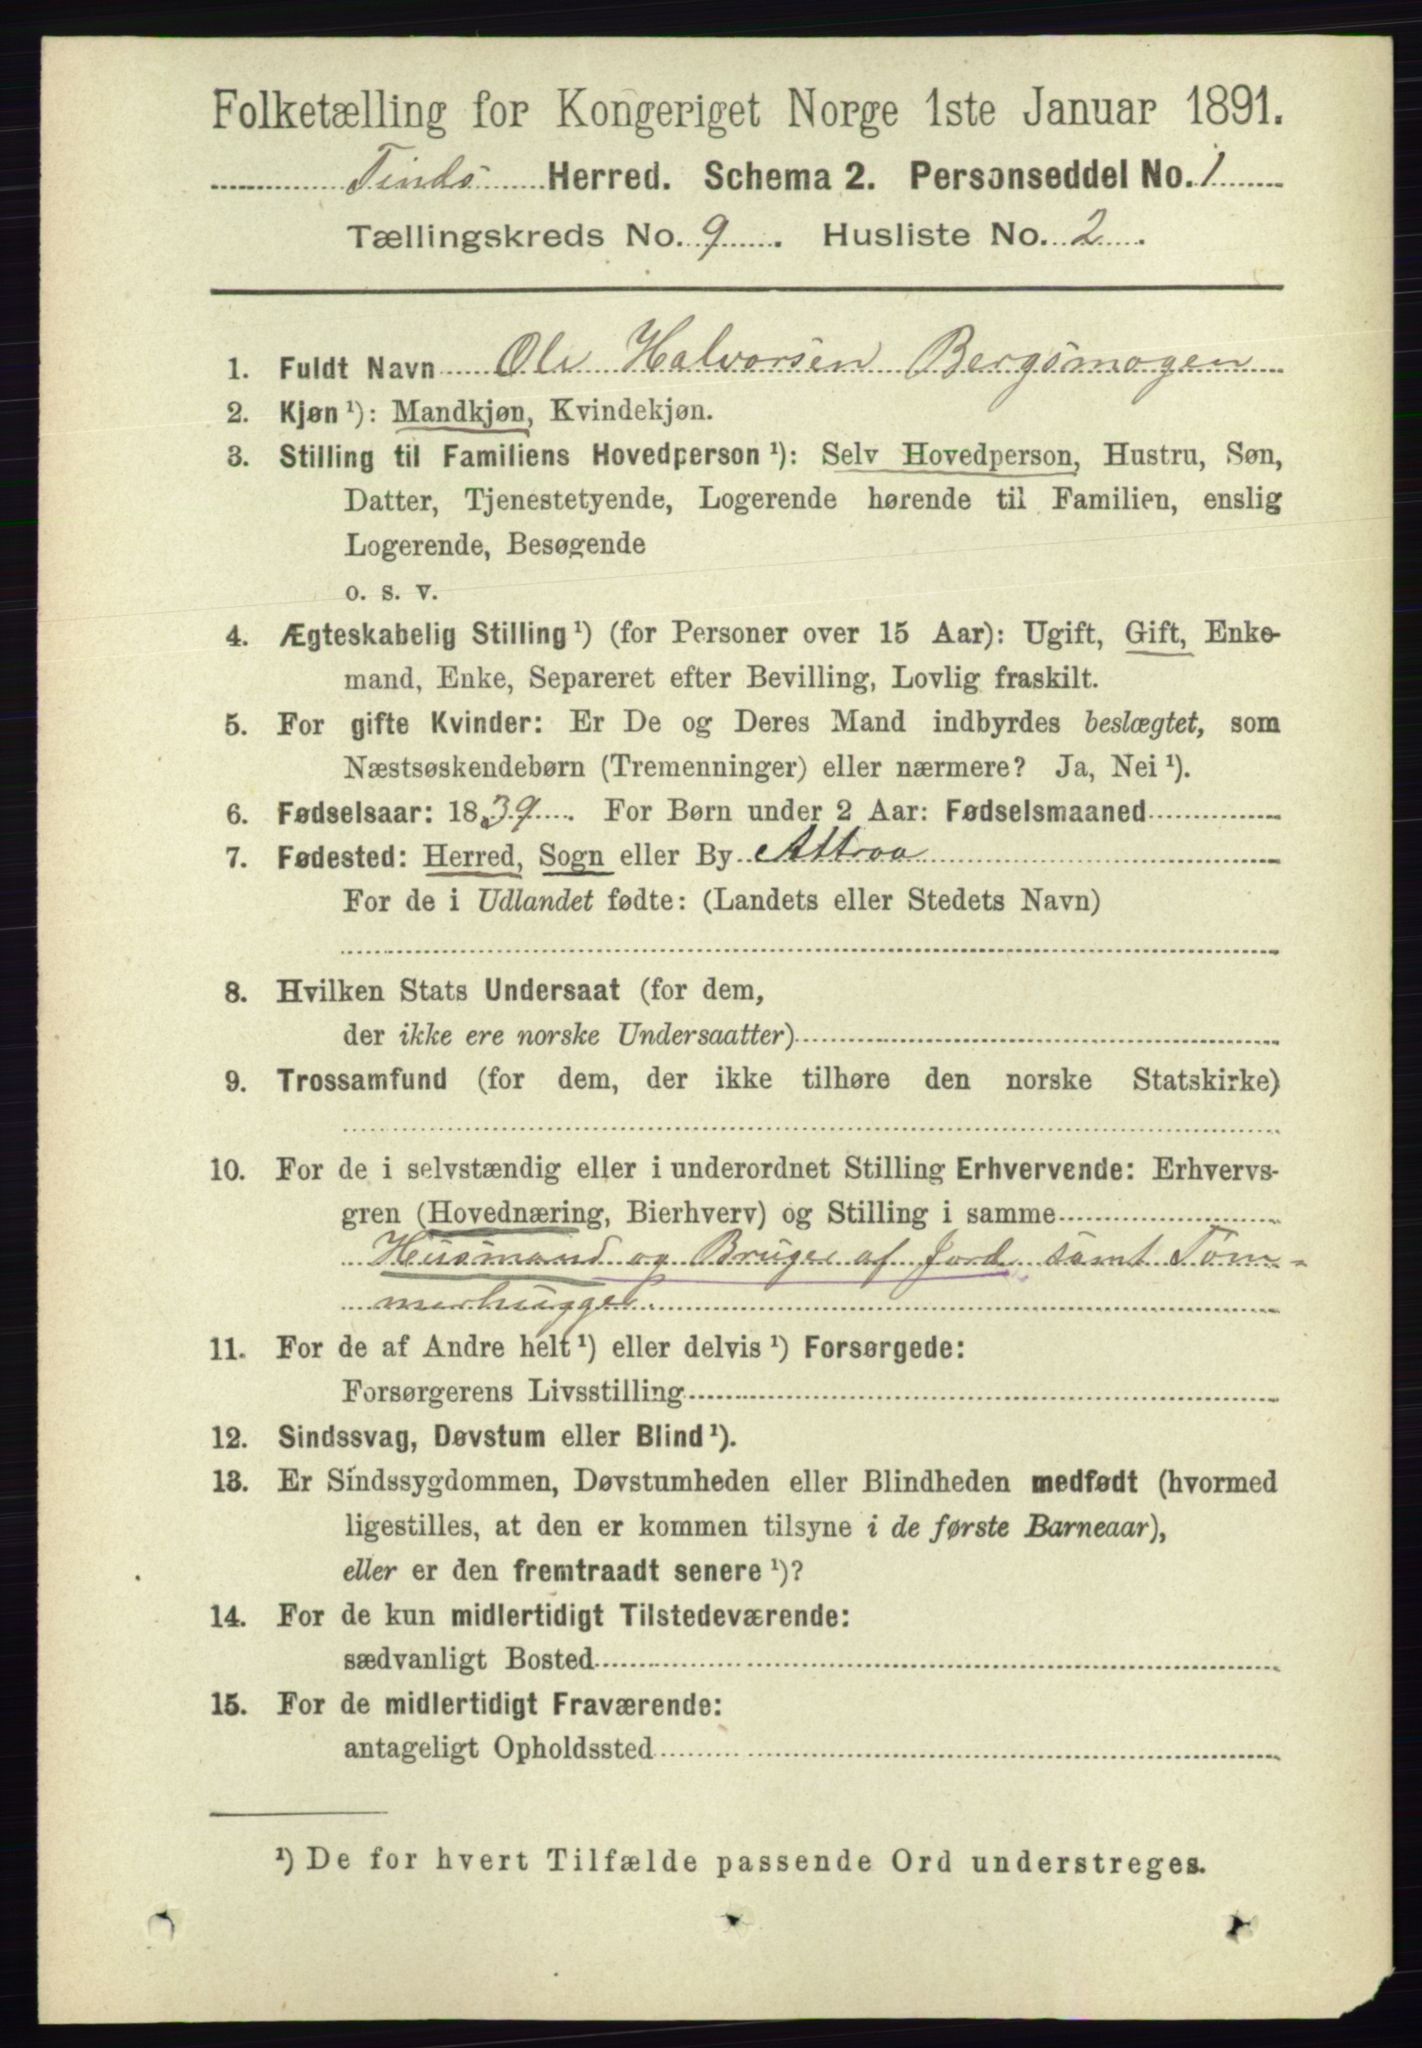 Folketælling for Kongeriget Norge 1ste Januar 1891.
Tinds Herred. Schema 2. Personseddel No. 1
Tællingskreds No. 9. Husliste No. 2.
1. Fuldt Navn Ole Halvorsen Bergsmogen
2. Kjøn ¹): Mandkjøn, Kvindekjøn.
3. Stilling til Familiens Hovedperson ¹): Selv Hovedperson, Hustru, Søn,
Datter, Tjenestetyende, Logerende hørende til Familien, enslig
Logerende, Besøgende
o. s. v.
4. Ægteskabelig Stilling ¹) (for Personer over 15 Aar): Ugift, Gift, Enke-
mand, Enke, Separeret efter Bevilling, Lovlig fraskilt.
5. For gifte Kvinder: Er De og Deres Mand indbyrdes beslægtet, som
Næstsøskendebørn (Tremenninger) eller nærmere? Ja, Nei ¹).
6. Fødselsaar: 1839. For Børn under 2 Aar: Fødselsmaaned
7. Fødested: Herred, Sogn eller By Attraa
For de i Udlandet fødte: (Landets eller Stedets Navn)
8. Hvilken Stats Undersaat (for dem,
der ikke ere norske Undersaatter)
9. Trossamfund (for dem, der ikke tilhøre den norske Statskirke)
10. For de i selvstændig eller i underordnet Stilling Erhvervende: Erhvervs-
gren (Hovednæring, Bierhverv) og Stilling i samme
Husmand og Bruger af Jord samt Tøm-
merhugger.
11. For de af Andre helt ¹) eller delvis ¹) Forsørgede:
Forsørgerens Livsstilling
12. Sindssvag, Døvstum eller Blind ¹).
13. Er Sindssygdommen, Døvstumheden eller Blindheden medfødt (hvormed
ligestilles, at den er kommen tilsyne i de første Barneaar),
eller er den fremtraadt senere ¹)?
14. For de kun midlertidigt Tilstedeværende:
sædvanligt Bosted
15. For de midlertidigt Fraværende:
antageligt Opholdssted
¹) De for hvert Tilfælde passende Ord understreges.